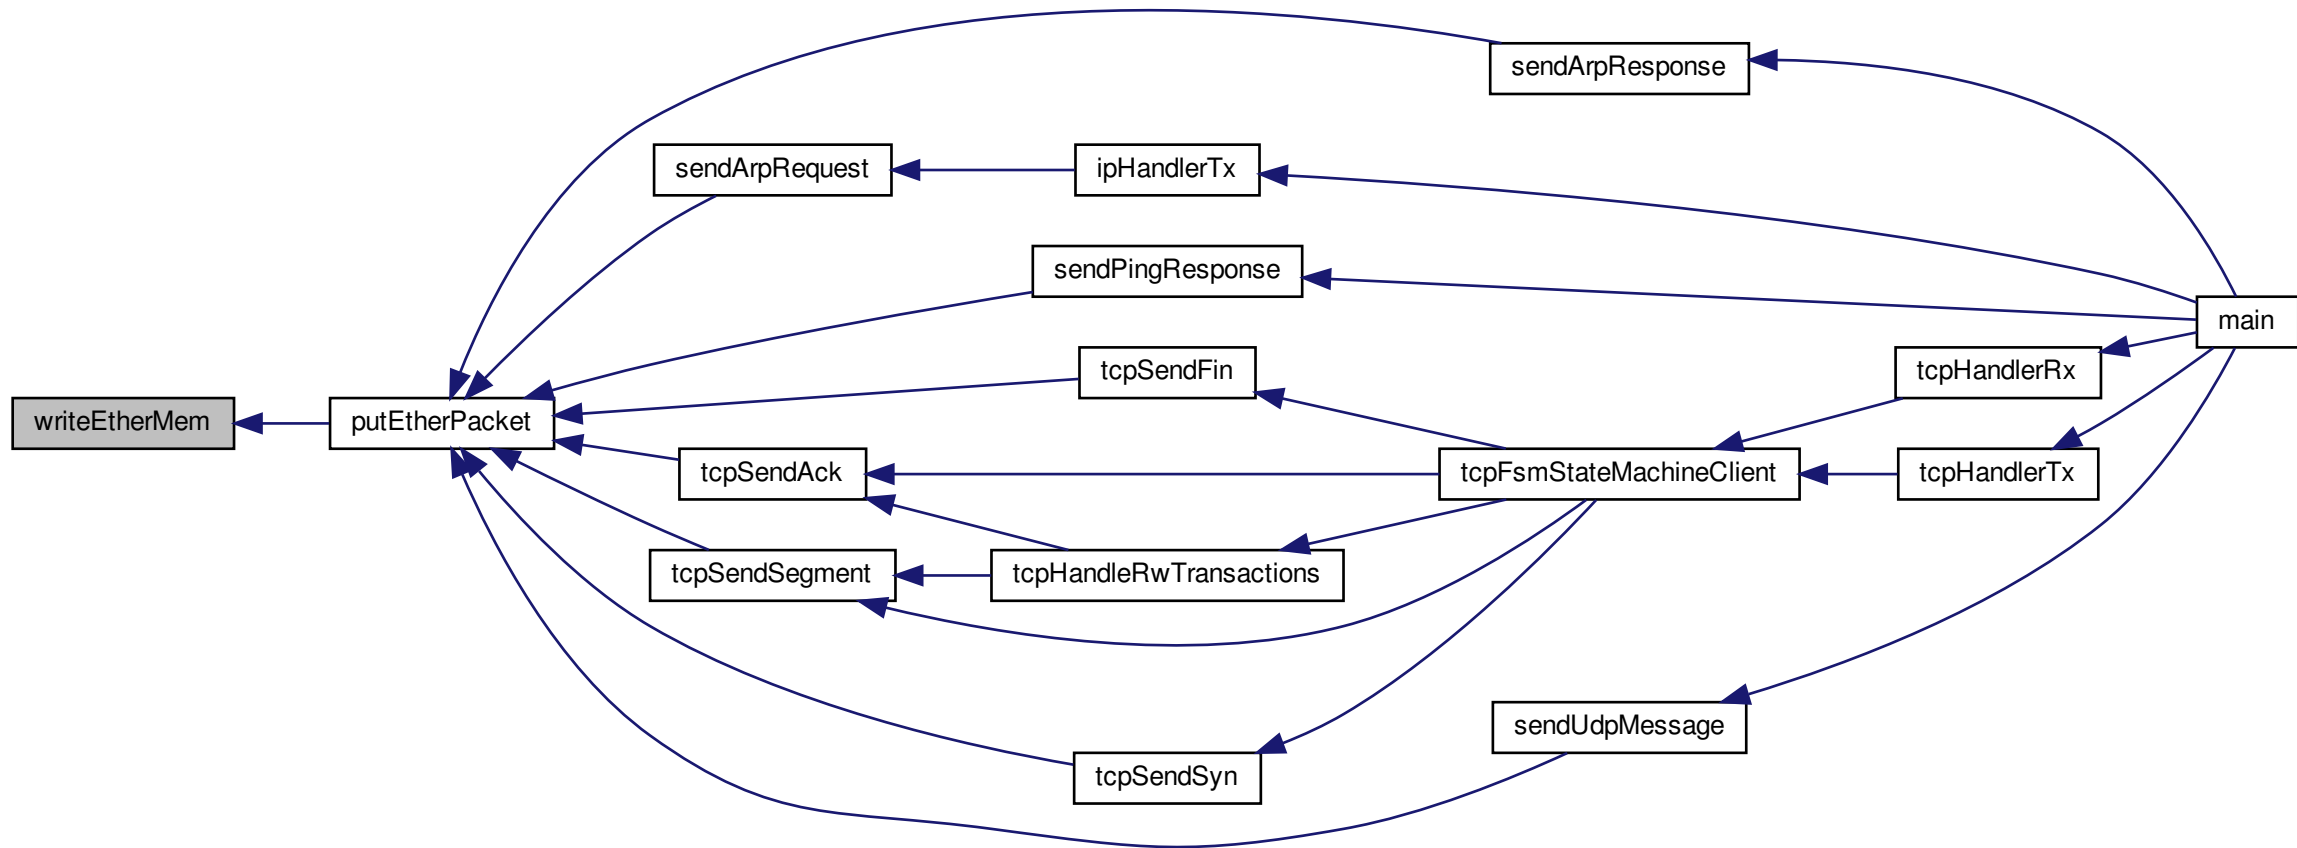 sendArpResponse
sendArpRequest
ipHandlerTx
sendPingResponse
main
tcpSendFin
tcpHandlerRx
writeEtherMem
putEtherPacket
tcpSendAck
tcpFsmStateMachineClient
tcpHandlerTx
tcpSendSegment
tcpHandleRwTransactions
sendUdpMessage
tcpSendSyn